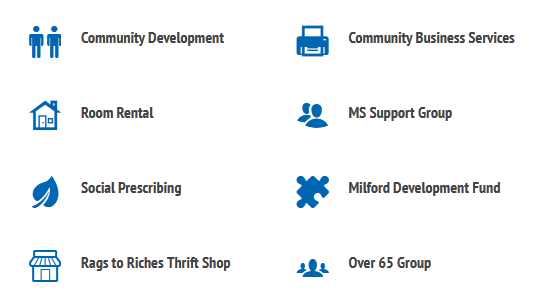 Community Development
Community Business Services
Room Rental
MS Support Group
Social Prescribing
Milford Development Fund
Rags to Riches Thrift Shop
Over 65 Group